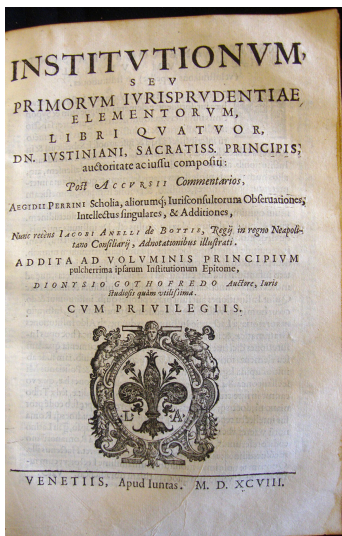 INSTITVTIONVM,
SEV
PRIMORVM IVRISPRVDENTIAE
ELEMENTORVM,
LIBRI QVATVOR,
DN. IVSTINIANI, SACRATISS. PRINCIPIS,
auctoritate ac iussu compositi:
Post ACCVRSII Commentarios,
AEGIDII PERRINI Scholia, aliorumq; Iurisconsultorum Obseruationes,
Intellectus singulares, & Additiones,
Nunc recèns IACOBI ANELLI de BOTTIS, Regij in regno Neapoli-
tano Consiliarij, Adnotationibus illustrati.
ADDITA AD VOLVMINIS PRINCIPIVM
pulcherrima ipsarum Institutionum Epitome,
DIONYSIO GOTHOFREDO Auctore, Iuris
studiosis quàm vtilissima.
CVM PRIVILEGIIS.
L. A.
VENETIIS, Apud Iuntas. M. D. XCVIII.